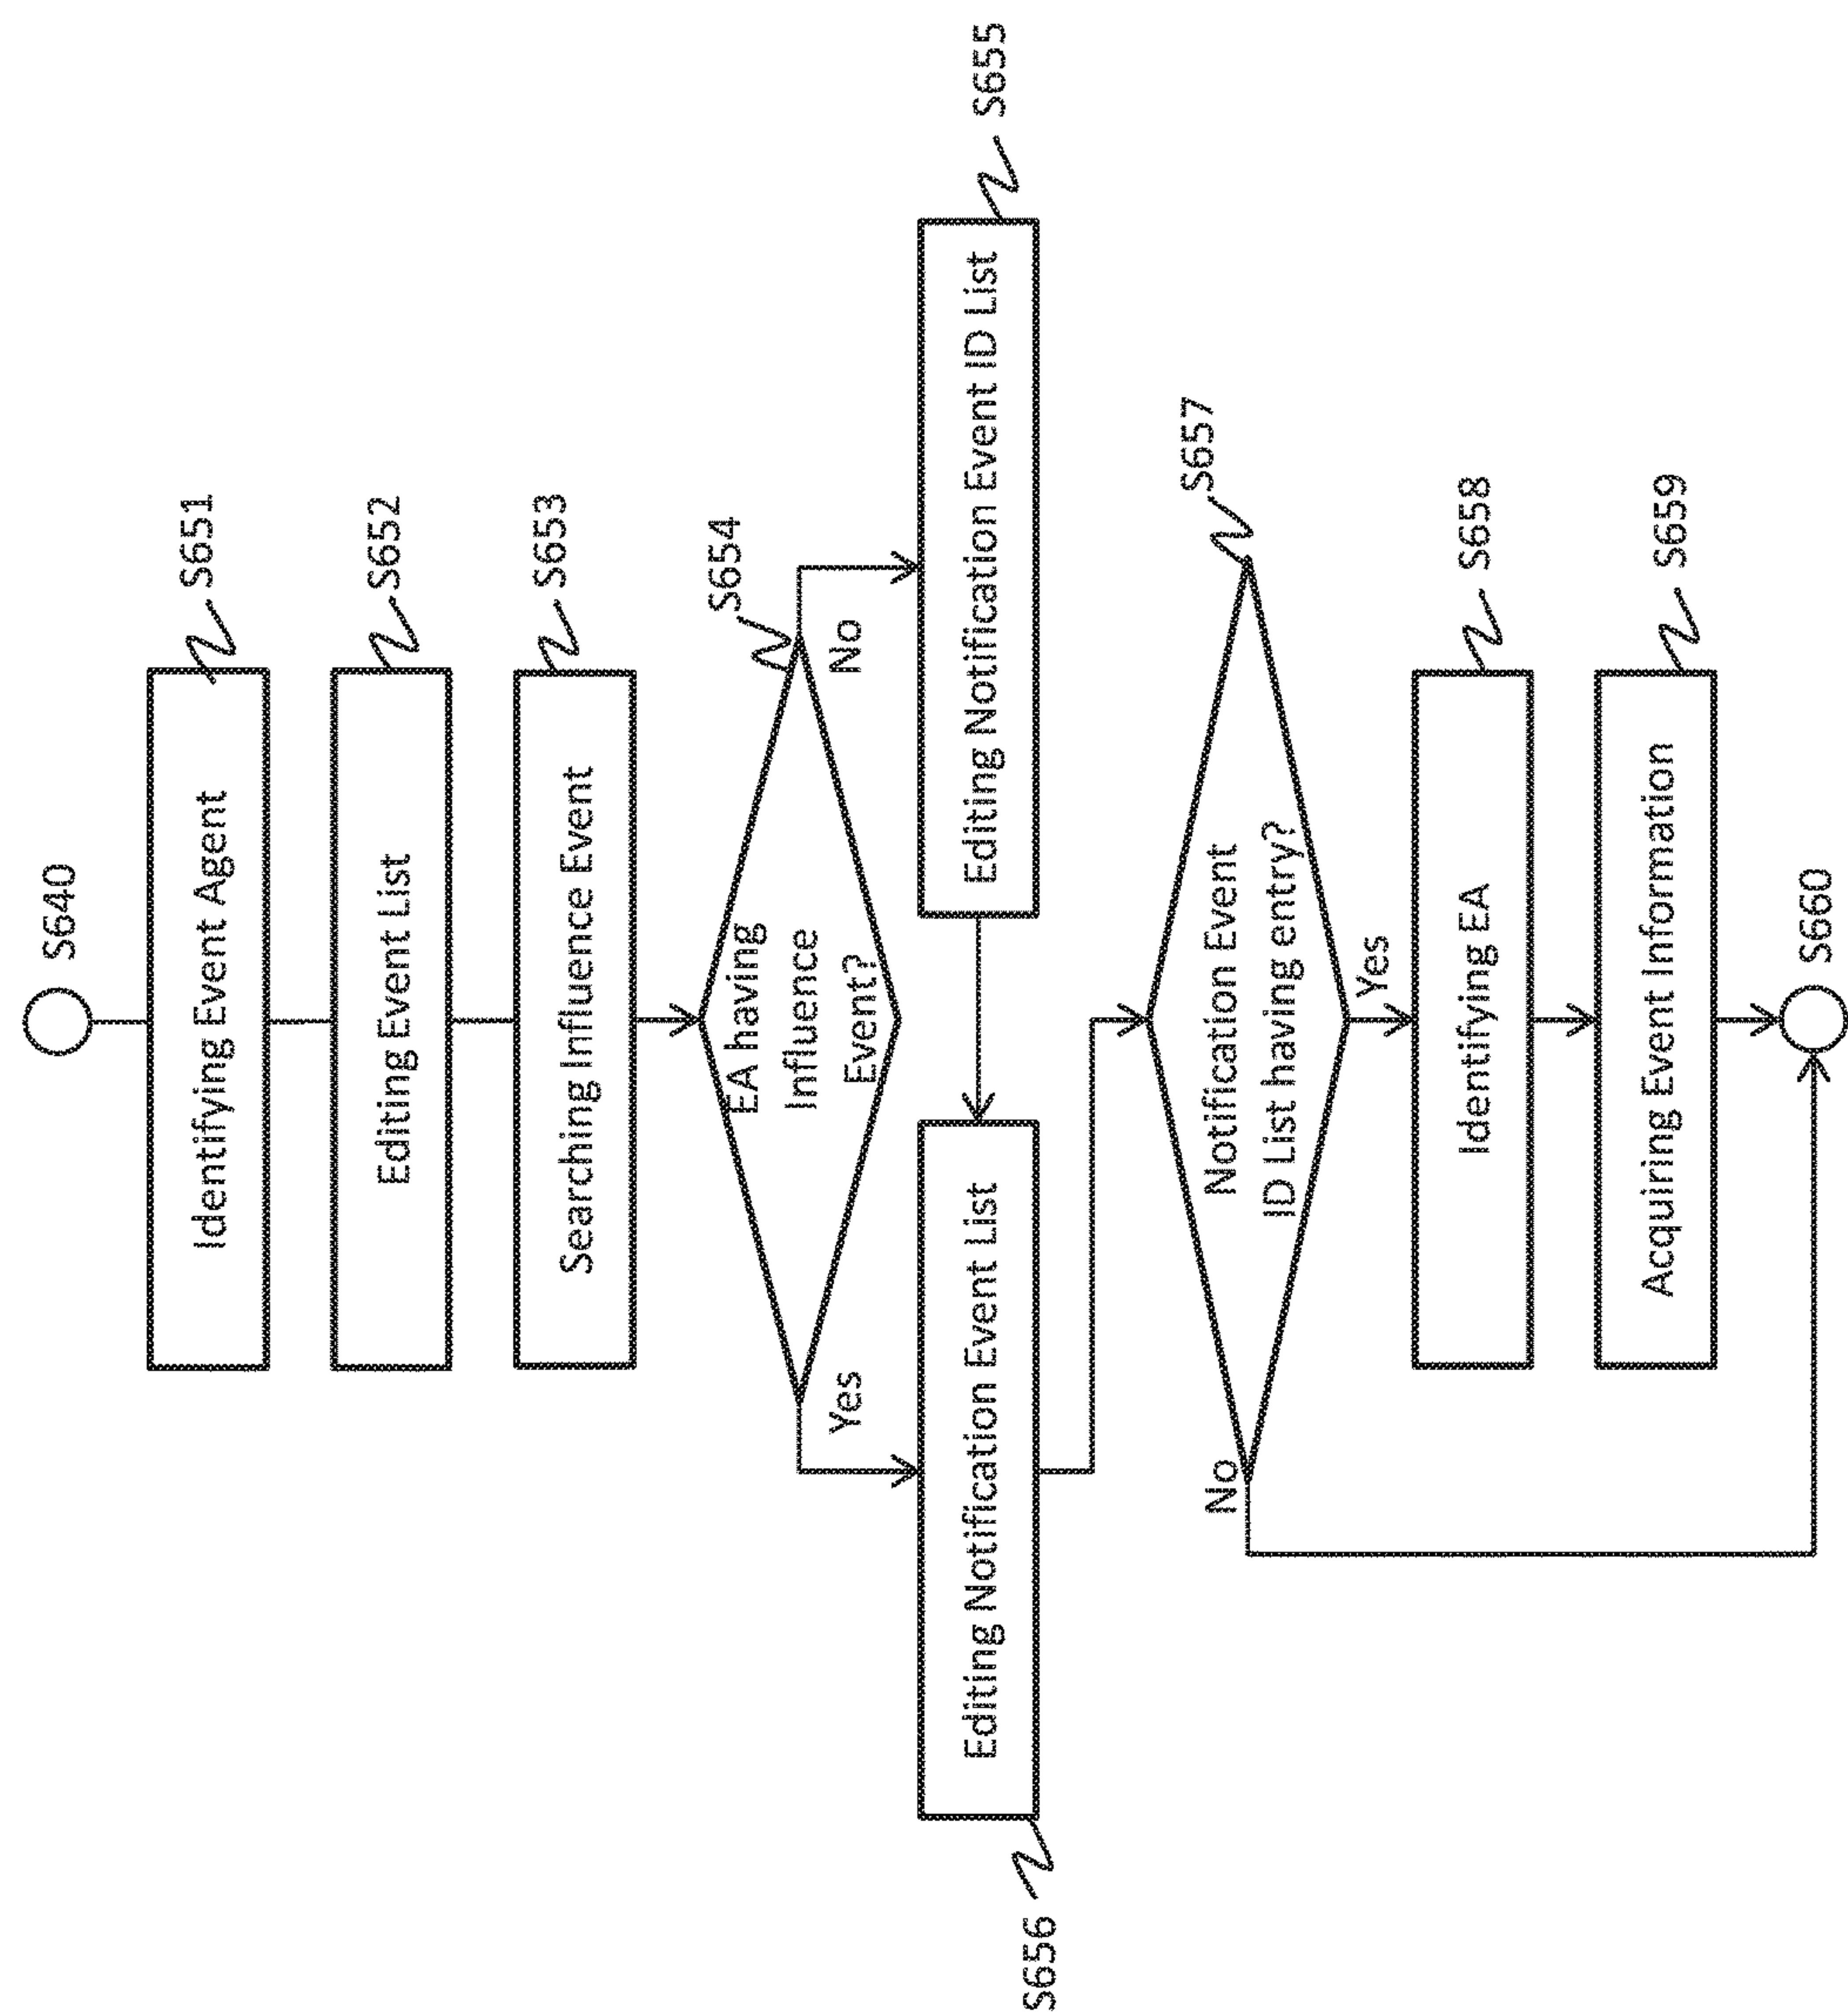 S640
Identifying Event Agent
S651
Editing Event List
S652
Searching Influence Event
S653
EA having
Influence
Event?
S654
Yes
No
Editing Notification Event List
S656
Editing Notification Event ID List
S655
Notification Event
ID List having entry?
S657
No
Yes
Identifying EA
S658
Acquiring Event Information
S659
S660